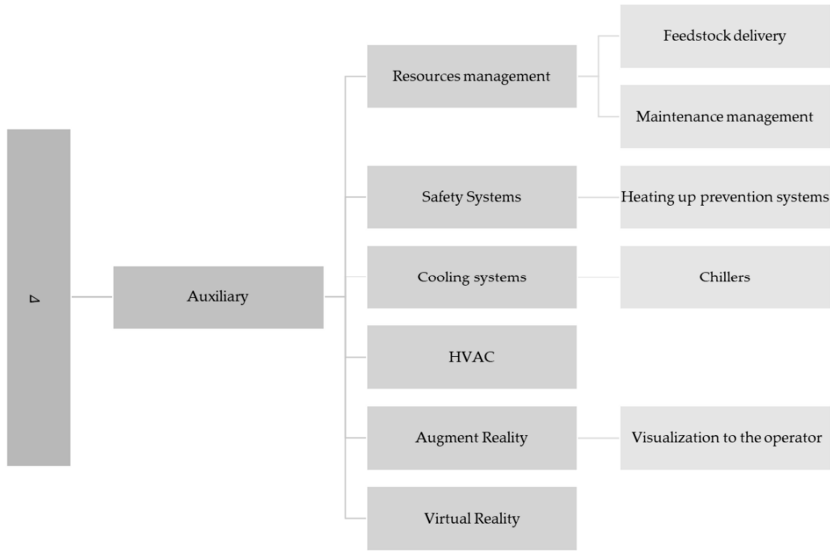 4
Auxiliary
Resources management
Feedstock delivery
Maintenance management
Safety Systems
Heating up prevention systems
Cooling systems
Chillers
HVAC
Augment Reality
Visualization to the operator
Virtual Reality